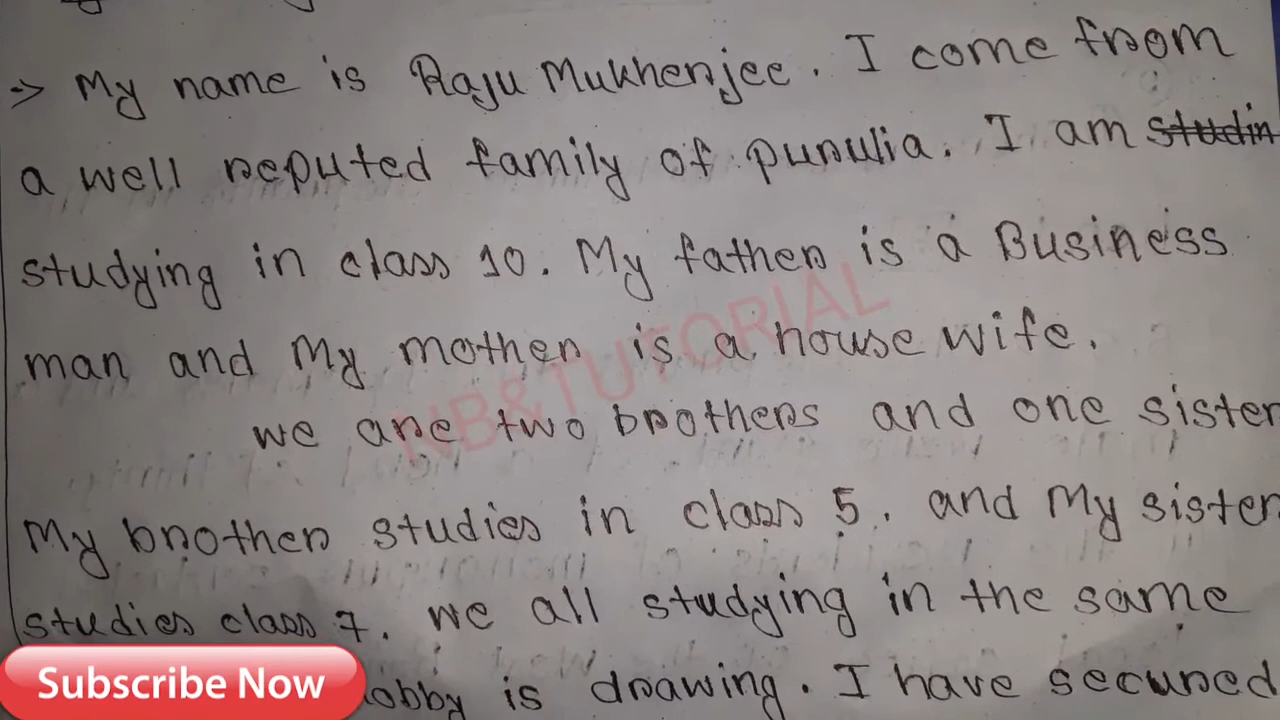 -> My name is Raju Mukherjee. I come from
a well reputed family of purulia. I am studin
studying in class 10. My father is a Business
man and My mother is a house wife.
NB&TUTORIAL
we are two brothers and one sister
My brother studies in class 5. and My sister
studies class 7. we all studying in the same
Subscribe Now
hobby is drawing. I have secured